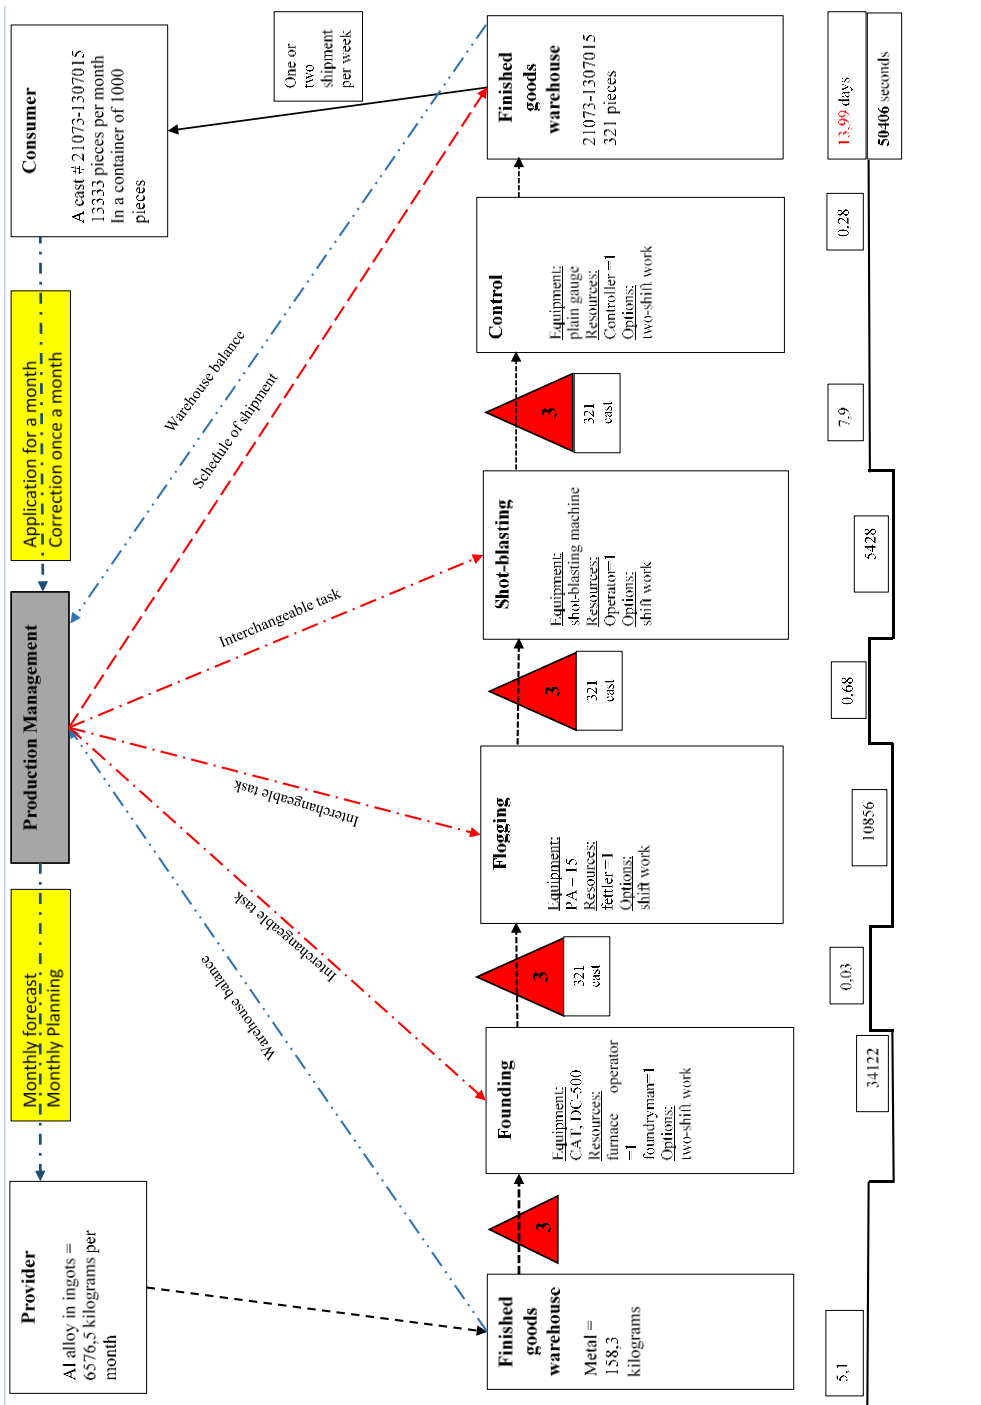 Provider
Al alloy in ingots =
6576,5 kilograms per
month
Monthly forecast
Monthly Planning
Production Management
Application for a month
Correction once a month
Consumer
A cast # 21073-1307015
13333 pieces per month
In a container of 1000
pieces
One or
two
shipment
per week
Warehouse balance
Interchangeable task
Interchangeable task
Interchangeable task
Schedule of shipment
Warehouse balance
Finished
goods
warehouse
Metal =
158,3
kilograms
3
Founding
Equipment:
CAT, DC-500
Resources:
furnace operator
=1
foundryman=1
Options:
two-shift work
3
321
cast
Flogging
Equipment:
PA – 15
Resources:
fettler =1
Options:
shift work
3
321
cast
Shot-blasting
Equipment:
shot-blasting machine
Resources:
Operator=1
Options:
shift work
3
321
cast
Control
Equipment:
plain gauge
Resources:
Controller =1
Options:
two-shift work
Finished
goods
warehouse
21073-1307015
321 pieces
5,1
34122
0,03
10856
0,68
5428
7,9
0,28
13,99 days
50406 seconds